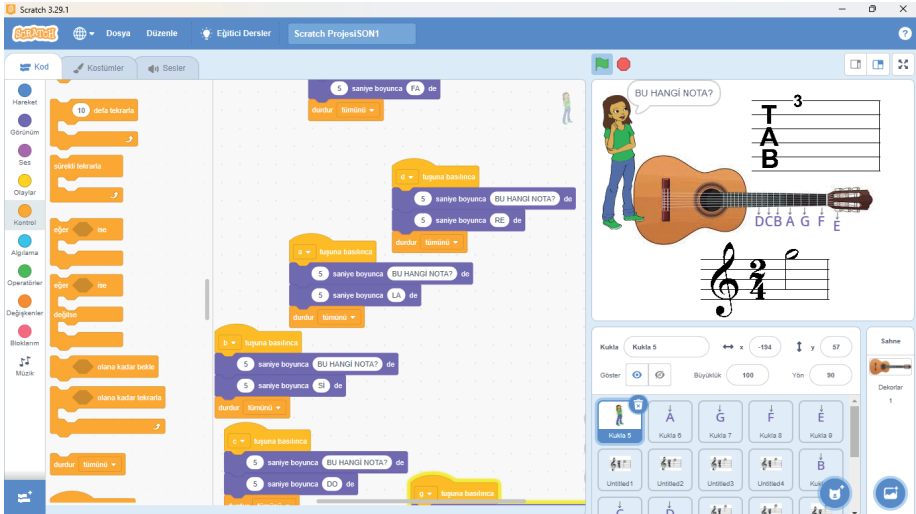 Scratch 3.29.1
SCRATCH Dosya Düzenle Eğitici Dersler Scratch ProjesiSON1
Kod Kostümler Sesler
Hareket
Görünüm
Ses
Olaylar
Kontrol
Algılama
Operatörler
Değişkenler
Bloklarım
Müzik
10 defa tekrarla
sürekli tekrarla
eğer ise
eğer ise
değilse
olana kadar bekle
olana kadar tekrarla
durdur tümünü
5 saniye boyunca FA de
durdur tümünü
d tuşuna basılınca
5 saniye boyunca BU HANGİ NOTA? de
5 saniye boyunca RE de
durdur tümünü
a tuşuna basılınca
5 saniye boyunca BU HANGİ NOTA? de
5 saniye boyunca LA de
durdur tümünü
b tuşuna basılınca
5 saniye boyunca BU HANGİ NOTA? de
5 saniye boyunca Sİ de
durdur tümünü
c tuşuna basılınca
5 saniye boyunca BU HANGİ NOTA? de
5 saniye boyunca DO de
g tuşuna basılınca
BU HANGİ NOTA?
3
T
A
B
D C B A G F E
2
4
Kukla Kukla 5 x -194 y 57
Göster Büyüklük 100 Yön 90
Kukla 5 A Kukla 6 G Kukla 7 F Kukla 8 E Kukla 9
Untitled1 Untitled2 Untitled3 Untitled4 B
C D
Sahne
Dekorlar
1